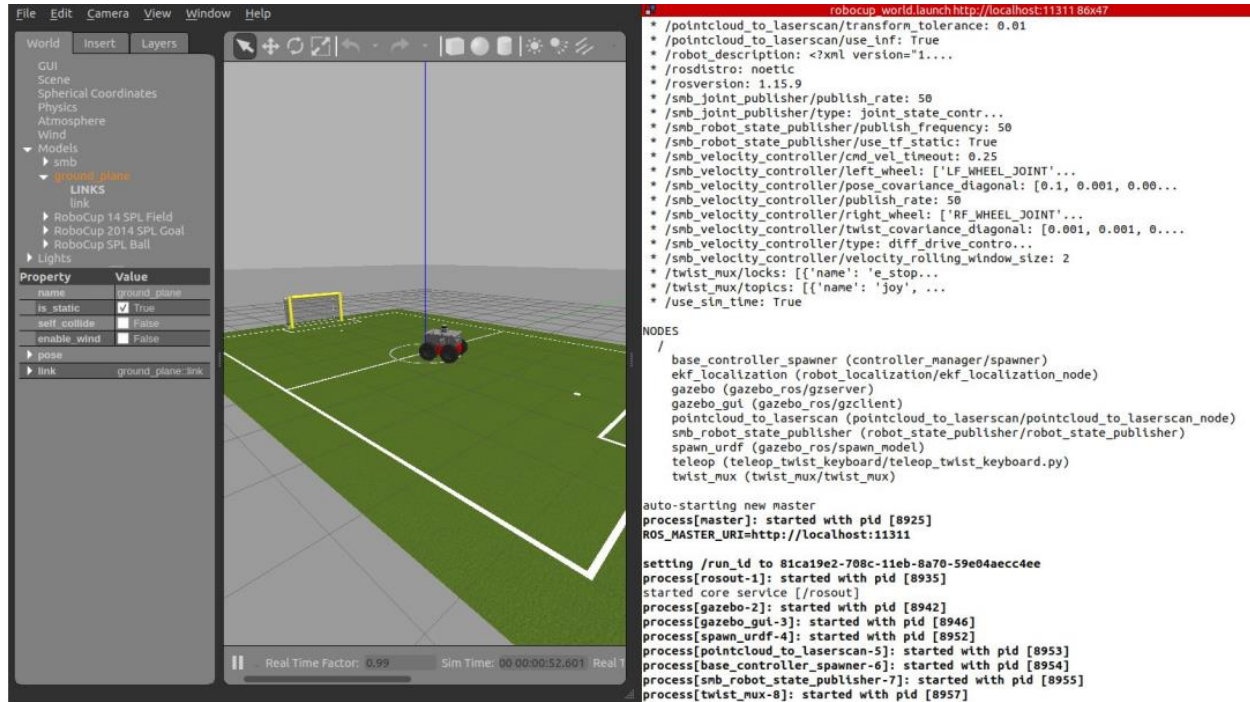 File Edit Camera View Window Help
World Insert Layers
GUI
Scene
Spherical Coordinates
Physics
Atmosphere
Wind
Models
smb
ground_plane
LINKS
link
RoboCup 14 SPL Field
RoboCup 2014 SPL Goal
RoboCup SPL Ball
Lights
Property Value
name ground_plane
is_static True
self_collide False
enable_wind False
pose
link ground_plane::link
Real Time Factor: 0.99 Sim Time: 00 00:00:52.601 Real T
robocup_world.launch http://localhost:11311 86x47
* /pointcloud_to_laserscan/transform_tolerance: 0.01
* /pointcloud_to_laserscan/use_inf: True
* /robot_description: <?xml version="1....
* /rosdistro: noetic
* /rosversion: 1.15.9
* /smb_joint_publisher/publish_rate: 50
* /smb_joint_publisher/type: joint_state_contr...
* /smb_robot_state_publisher/publish_frequency: 50
* /smb_robot_state_publisher/use_tf_static: True
* /smb_velocity_controller/cmd_vel_timeout: 0.25
* /smb_velocity_controller/left_wheel: ['LF_WHEEL_JOINT'...
* /smb_velocity_controller/pose_covariance_diagonal: [0.1, 0.001, 0.00...
* /smb_velocity_controller/publish_rate: 50
* /smb_velocity_controller/right_wheel: ['RF_WHEEL_JOINT'...
* /smb_velocity_controller/twist_covariance_diagonal: [0.001, 0.001, 0....
* /smb_velocity_controller/type: diff_drive_contro...
* /smb_velocity_controller/velocity_rolling_window_size: 2
* /twist_mux/locks: [{'name': 'e_stop...
* /twist_mux/topics: [{'name': 'joy', ...
* /use_sim_time: True
NODES
/
base_controller_spawner (controller_manager/spawner)
ekf_localization (robot_localization/ekf_localization_node)
gazebo (gazebo_ros/gzserver)
gazebo_gui (gazebo_ros/gzclient)
pointcloud_to_laserscan (pointcloud_to_laserscan/pointcloud_to_laserscan_node)
smb_robot_state_publisher (robot_state_publisher/robot_state_publisher)
spawn_urdf (gazebo_ros/spawn_model)
teleop (teleop_twist_keyboard/teleop_twist_keyboard.py)
twist_mux (twist_mux/twist_mux)
auto-starting new master
process[master]: started with pid [8925]
ROS_MASTER_URI=http://localhost:11311
setting /run_id to 81ca19e2-708c-11eb-8a70-59e04aecc4ee
process[rosout-1]: started with pid [8935]
started core service [/rosout]
process[gazebo-2]: started with pid [8942]
process[gazebo_gui-3]: started with pid [8946]
process[spawn_urdf-4]: started with pid [8952]
process[pointcloud_to_laserscan-5]: started with pid [8953]
process[base_controller_spawner-6]: started with pid [8954]
process[smb_robot_state_publisher-7]: started with pid [8955]
process[twist_mux-8]: started with pid [8957]